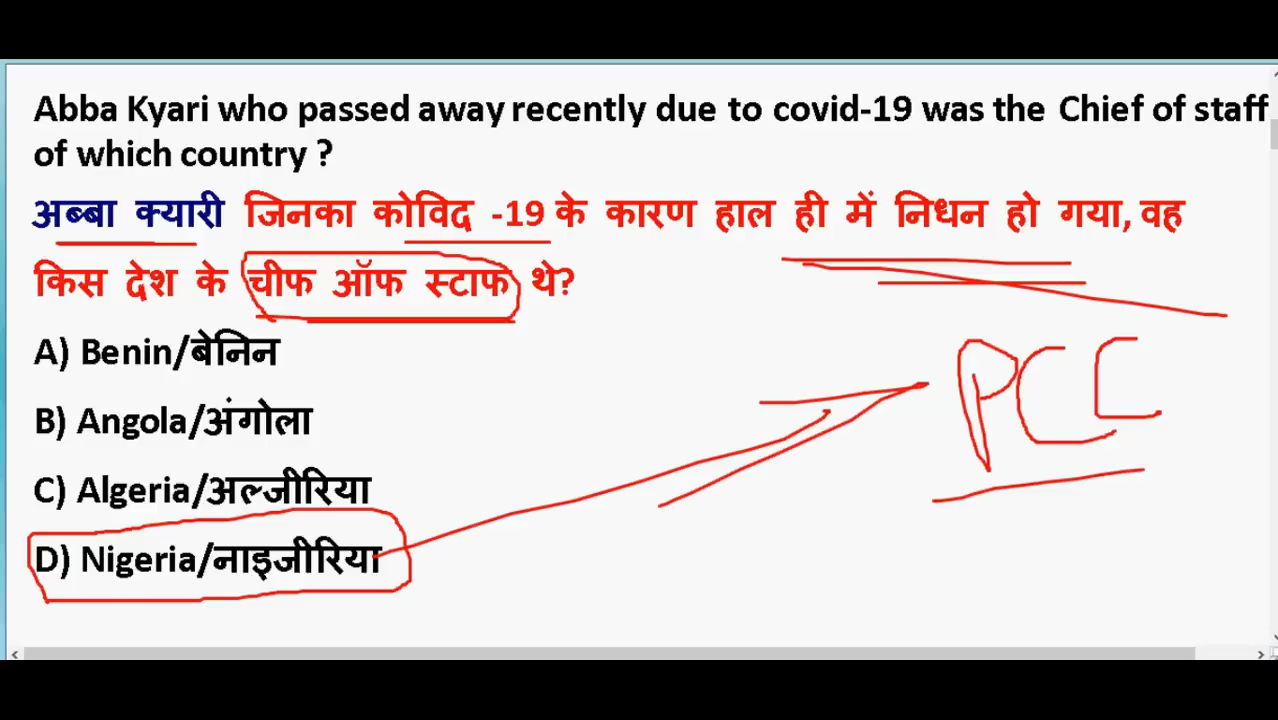 Abba Kyari who passed away recently due to covid-19 was the Chief of staff
of which country ?
अब्बा क्यारी जिनका कोविद -19 के कारण हाल ही में निधन हो गया, वह
किस देश के चीफ ऑफ स्टाफ थे?
A) Benin/बेनिन
B) Angola/अंगोला
C) Algeria/अल्जीरिया
D) Nigeria/नाइजीरिया
PCC